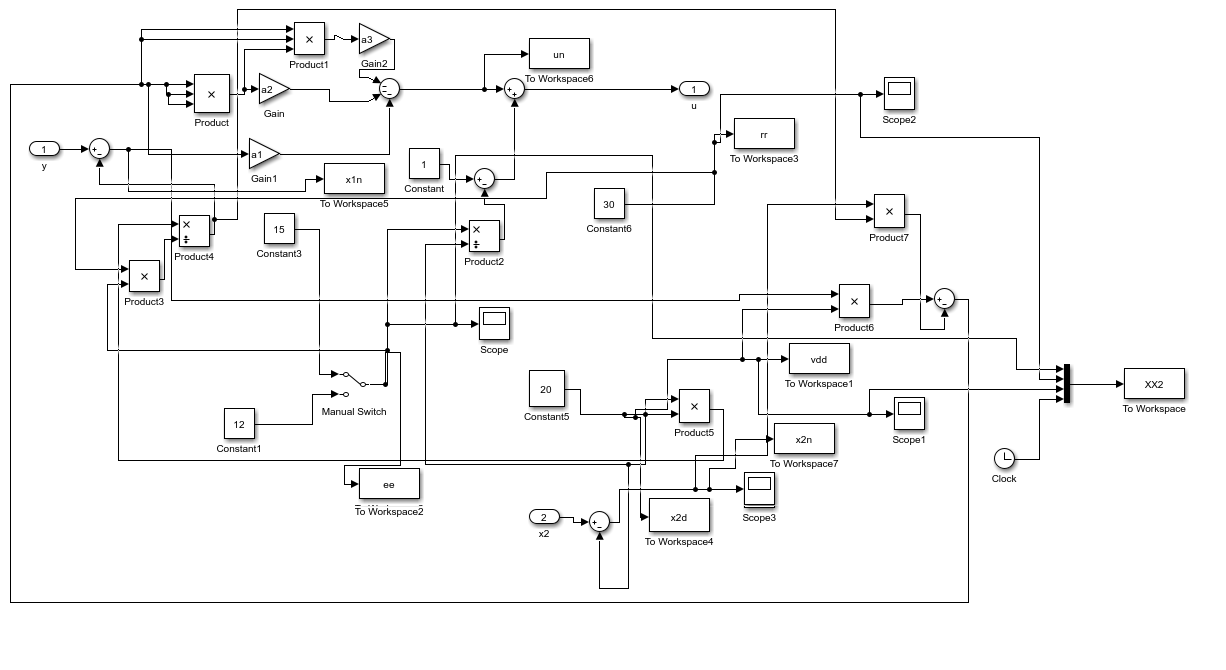 ×
Product1
a3
Gain2
un
To Workspace6
1
u
Scope2
×
Product
a2
Gain
rr
To Workspace3
1
y
a1
Gain1
x1n
To Workspace5
1
Constant
30
Constant6
×
Product7
×
÷
Product4
15
Constant3
×
÷
Product2
×
Product3
×
Product6
Scope
vdd
To Workspace1
XX2
To Workspace
Manual Switch
20
Constant5
×
Product5
12
Constant1
Scope1
x2n
To Workspace7
Clock
ee
To Workspace2
Scope3
2
x2
x2d
To Workspace4